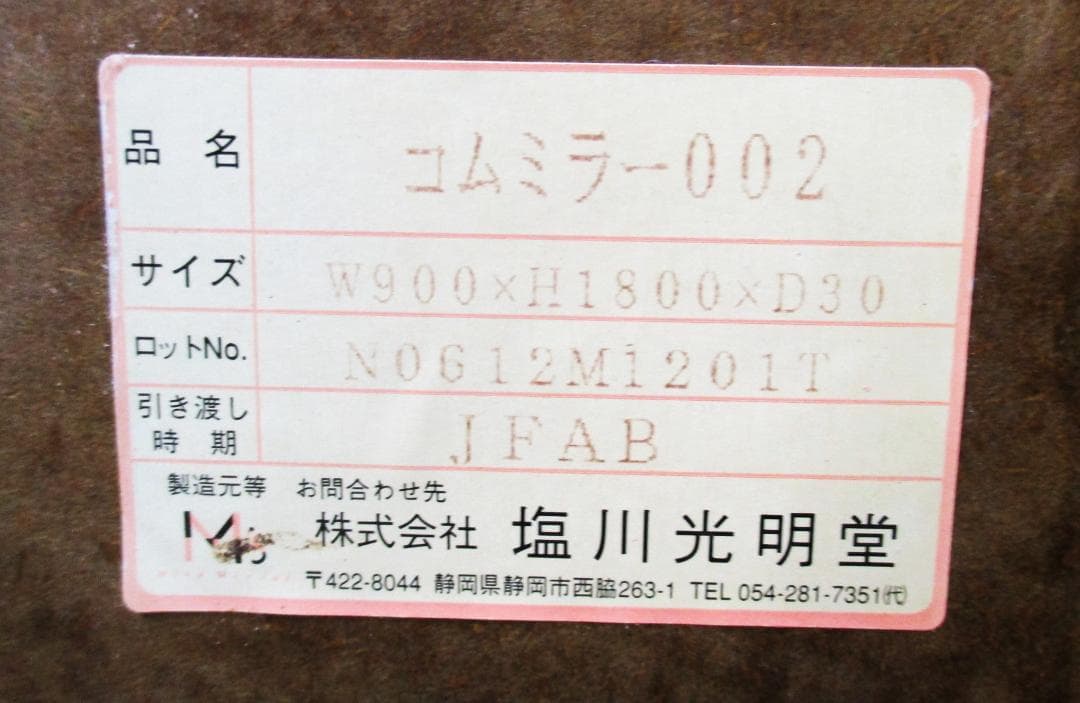 品 名 コムミラー002
サイズ W900×H1800×D30
ロットNo. N0612M1201T
引き渡し
時 期 JFAB
製造元等 お問合わせ先
株式会社 塩川光明堂
〒422-8044 静岡県静岡市西脇263-1 TEL 054-281-7351㈹